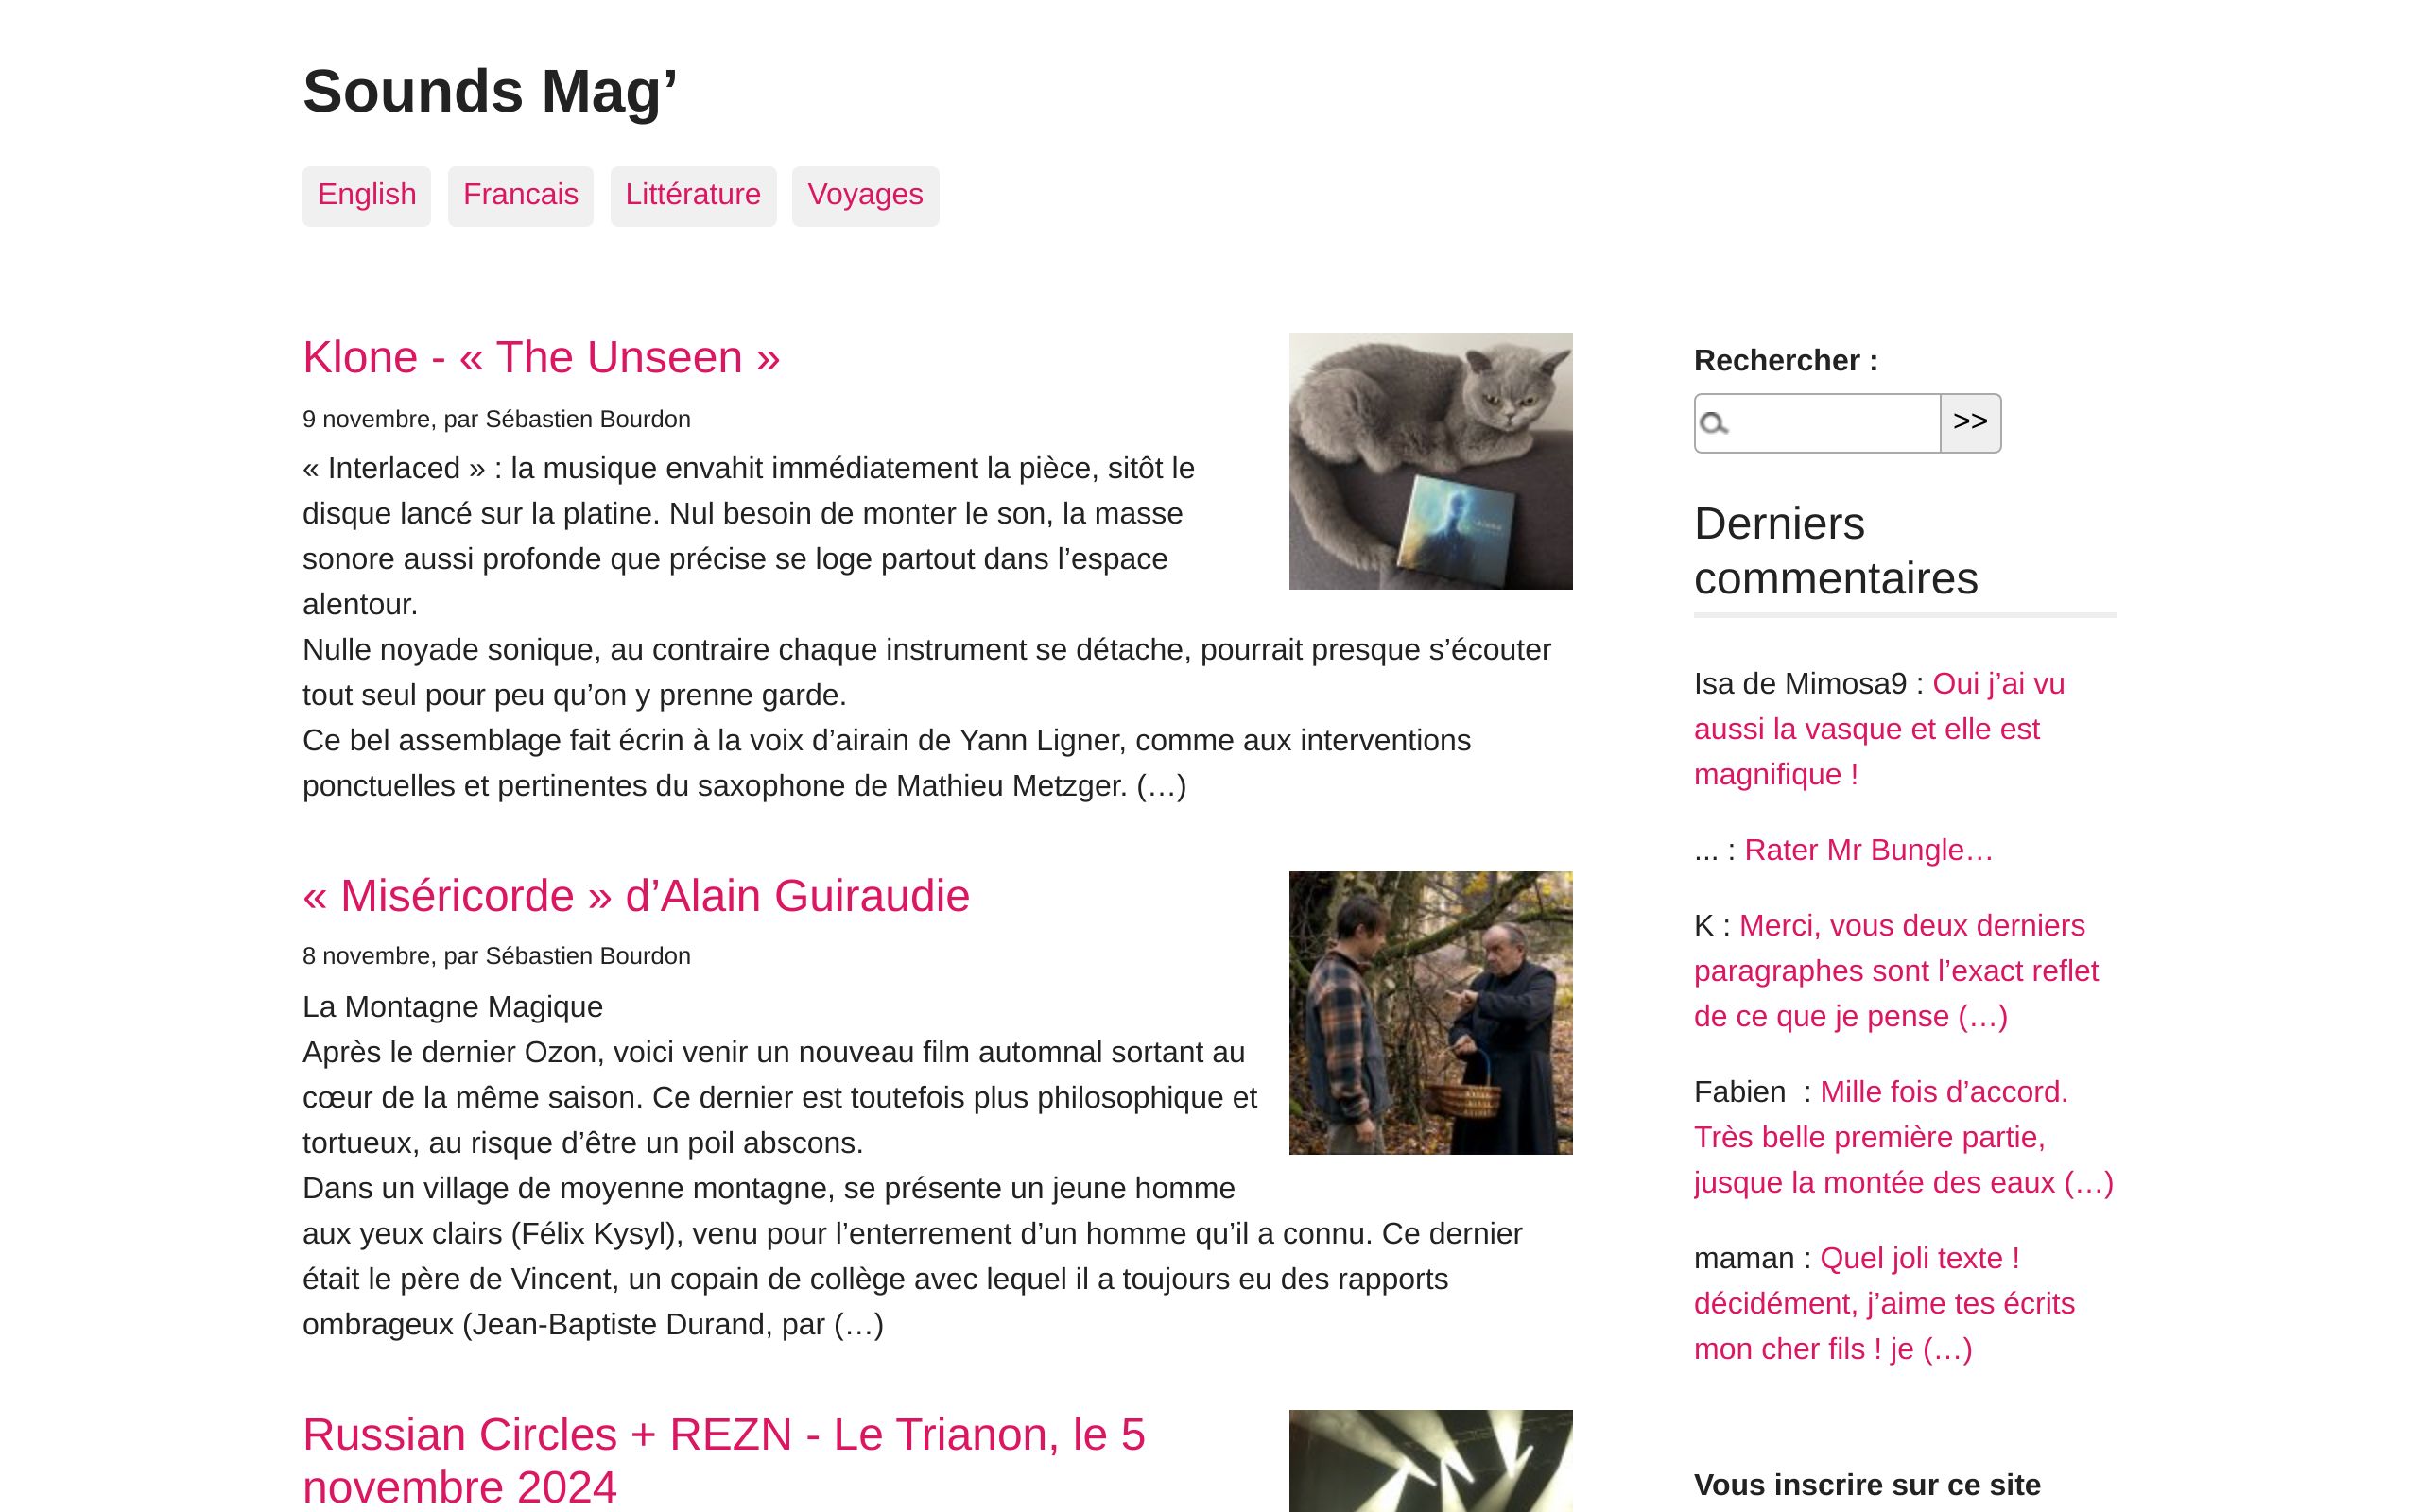 Sounds Mag’
English
Francais
Littérature
Voyages
Klone - « The Unseen »
9 novembre, par Sébastien Bourdon
« Interlaced » : la musique envahit immédiatement la pièce, sitôt le
disque lancé sur la platine. Nul besoin de monter le son, la masse
sonore aussi profonde que précise se loge partout dans l’espace
alentour.
Nulle noyade sonique, au contraire chaque instrument se détache, pourrait presque s’écouter
tout seul pour peu qu’on y prenne garde.
Ce bel assemblage fait écrin à la voix d’airain de Yann Ligner, comme aux interventions
ponctuelles et pertinentes du saxophone de Mathieu Metzger. (…)
« Miséricorde » d’Alain Guiraudie
8 novembre, par Sébastien Bourdon
La Montagne Magique
Après le dernier Ozon, voici venir un nouveau film automnal sortant au
cœur de la même saison. Ce dernier est toutefois plus philosophique et
tortueux, au risque d’être un poil abscons.
Dans un village de moyenne montagne, se présente un jeune homme
aux yeux clairs (Félix Kysyl), venu pour l’enterrement d’un homme qu’il a connu. Ce dernier
était le père de Vincent, un copain de collège avec lequel il a toujours eu des rapports
ombrageux (Jean-Baptiste Durand, par (…)
Russian Circles + REZN - Le Trianon, le 5
novembre 2024
Rechercher :
>>
Derniers
commentaires
Isa de Mimosa9 : Oui j’ai vu
aussi la vasque et elle est
magnifique !
... : Rater Mr Bungle…
K : Merci, vous deux derniers
paragraphes sont l’exact reflet
de ce que je pense (…)
Fabien  : Mille fois d’accord.
Très belle première partie,
jusque la montée des eaux (…)
maman : Quel joli texte !
décidément, j’aime tes écrits
mon cher fils ! je (…)
Vous inscrire sur ce site